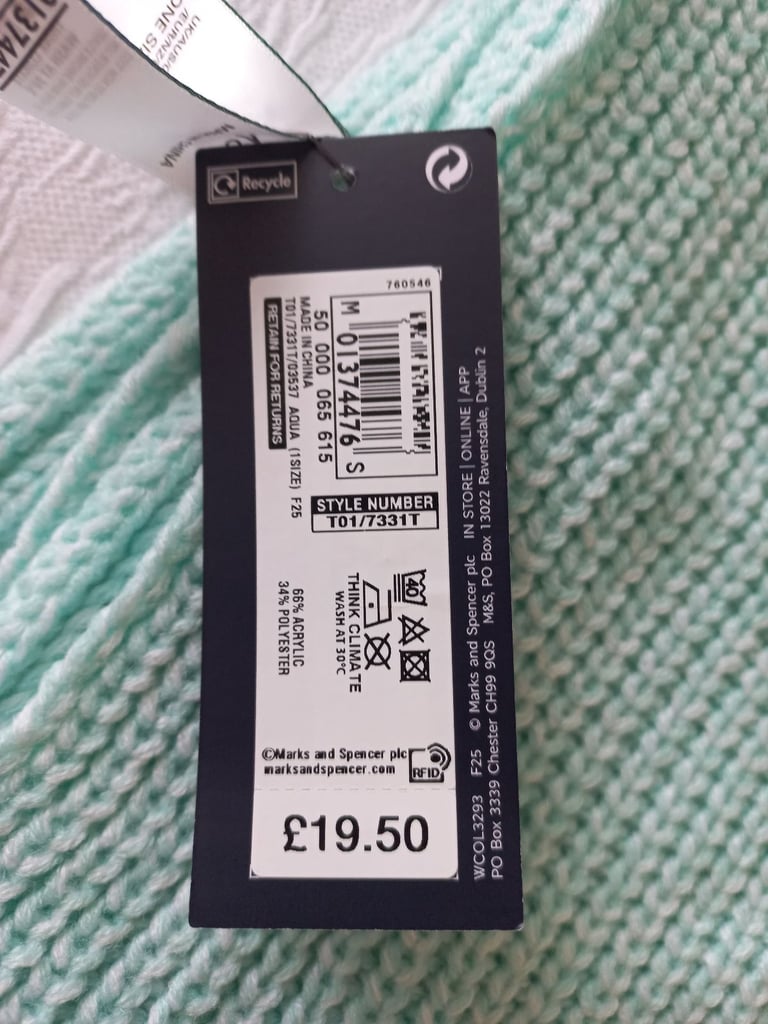 Recycle
760546
M 01374476 S
50 000 065 615
MADE IN CHINA
T01/7331T/03537 AQUA (1SIZE) F25
RETAIN FOR RETURNS
STYLE NUMBER
T01/7331T
40
THINK CLIMATE
WASH AT 30°C
66% ACRYLIC
34% POLYESTER
©Marks and Spencer plc
marksandspencer.com
RFID
£19.50
WCOL3293 F25 © Marks and Spencer plc IN STORE | ONLINE | APP
PO Box 3339 Chester CH99 9QS M&S, PO Box 13022 Ravensdale, Dublin 2